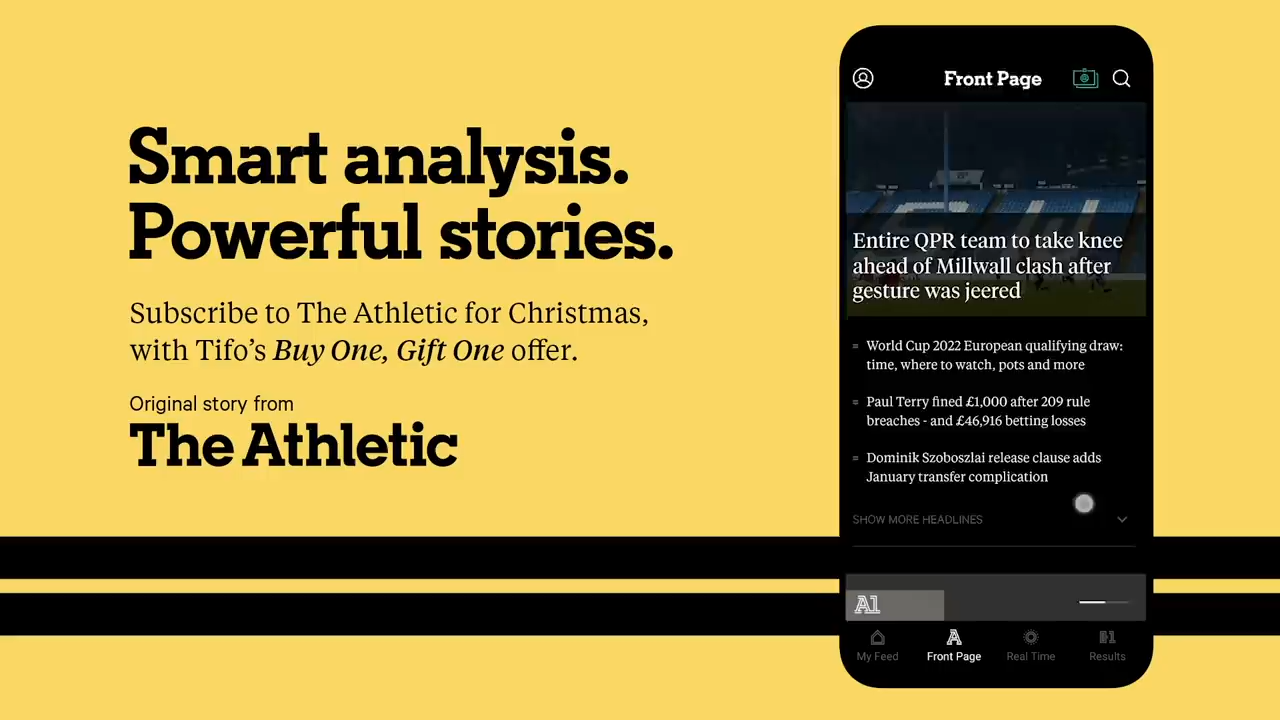 Smart analysis.
Powerful stories.
Subscribe to The Athletic for Christmas,
with Tifo's Buy One, Gift One offer.
Original story from
The Athletic
Front Page
Entire QPR team to take knee
ahead of Millwall clash after
gesture was jeered
World Cup 2022 European qualifying draw:
time, where to watch, pots and more
Paul Terry fined £1,000 after 209 rule
breaches - and £46,916 betting losses
Dominik Szoboszlai release clause adds
January transfer complication
SHOW MORE HEADLINES
A1
My Feed
Front Page
Real Time
Results